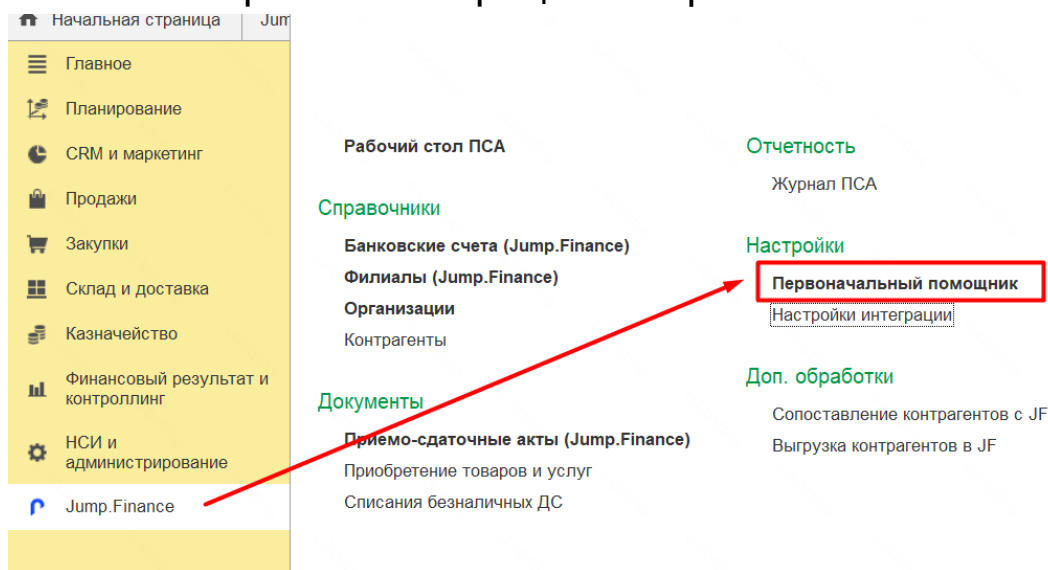 Начальная страница
Jum
Главное
Планирование
CRM и маркетинг
Продажи
Закупки
Склад и доставка
Казначейство
Финансовый результат и
контроллинг
НСИ и
администрирование
Jump.Finance
Рабочий стол ПСА
Справочники
Банковские счета (Jump.Finance)
Филиалы (Jump.Finance)
Организации
Контрагенты
Документы
Приемо-сдаточные акты (Jump.Finance)
Приобретение товаров и услуг
Списания безналичных ДС
Отчетность
Журнал ПСА
Настройки
Первоначальный помощник
Настройки интеграции
Доп. обработки
Сопоставление контрагентов с JF
Выгрузка контрагентов в JF